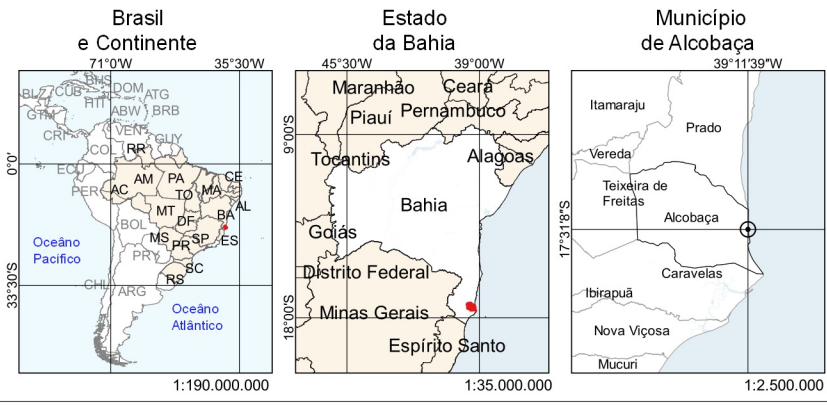 Brasil
e Continente
71°0'W 35°30'W
0°0'
33°30'S
BHS
CUB DOM
HTI ATG
ABW BRB
GTM
CRI VEN GUY
COL RR
ECU
AM PA CE
PER AC TO MA
AL
MT BA
BOL DF
MS SP ES
PR
PRY
SC
RS
CHL ARG
Oceâno
Pacífico
Oceâno
Atlântico
1:190.000.000
Estado
da Bahia
45°30'W 39°00'W
9°00'S
18°00'S
Maranhão Ceará
Piauí Pernambuco
Tocantins Alagoas
Bahia
Goiás
Distrito Federal
Minas Gerais
Espírito Santo
1:35.000.000
Município
de Alcobaça
39°11'39"W
17°31'8"S
Itamaraju
Prado
Vereda
Teixeira de
Freitas
Alcobaça
Caravelas
Ibirapuã
Nova Viçosa
Mucuri
1:2.500.000